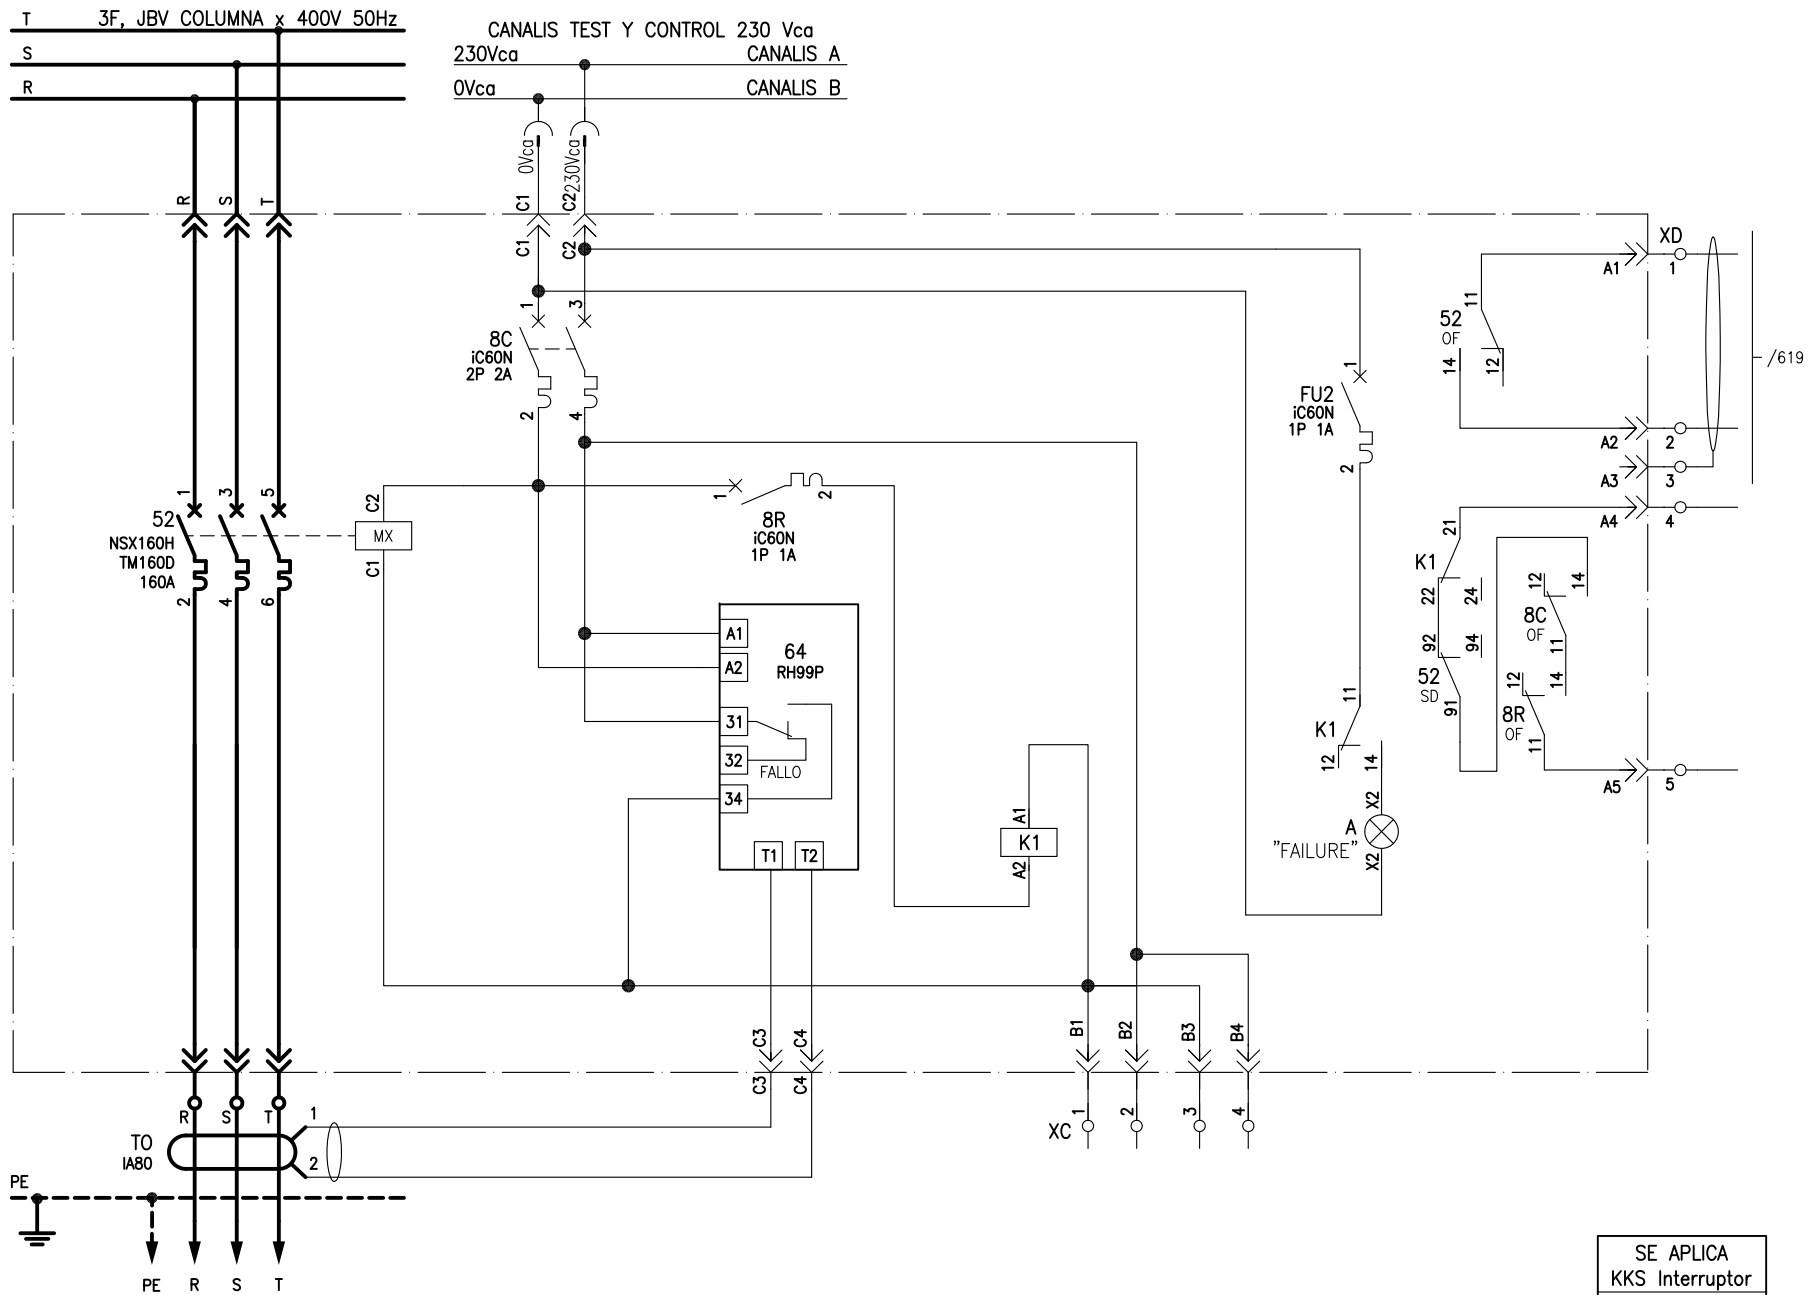 T 3F, JBV COLUMNA x 400V 50Hz
S
R
CANALIS TEST Y CONTROL 230 Vca
230Vca CANALIS A
0Vca CANALIS B
0Vca 230Vca
R S T C1 C2
C1 C2
XD
A1 1
1 3
8C
iC60N
2P 2A
2 4
11
52
OF
14 12
/619
1
FU2
iC60N
1P 1A
2
A2 2
A3 3
A4 4
1 3 5
52
NSX160H
TM160D
160A
2 4 6
C2
MX
C1
1 2
8R
iC60N
1P 1A
21
K1
22 24
92 94
52
SD
91
12 14
8C
OF
11
12 14
8R
OF
11
A5 5
A1
A2
64
RH99P
31
32
FALLO
34
T1 T2
11
K1
12 14
X2
A
"FAILURE"
X2
A1
K1
A2
C3 C4 B1 B2 B3 B4
C3 C4
XC 1 2 3 4
R S T 1
TO
IA80
2
PE
PE R S T
SE APLICA
KKS Interruptor